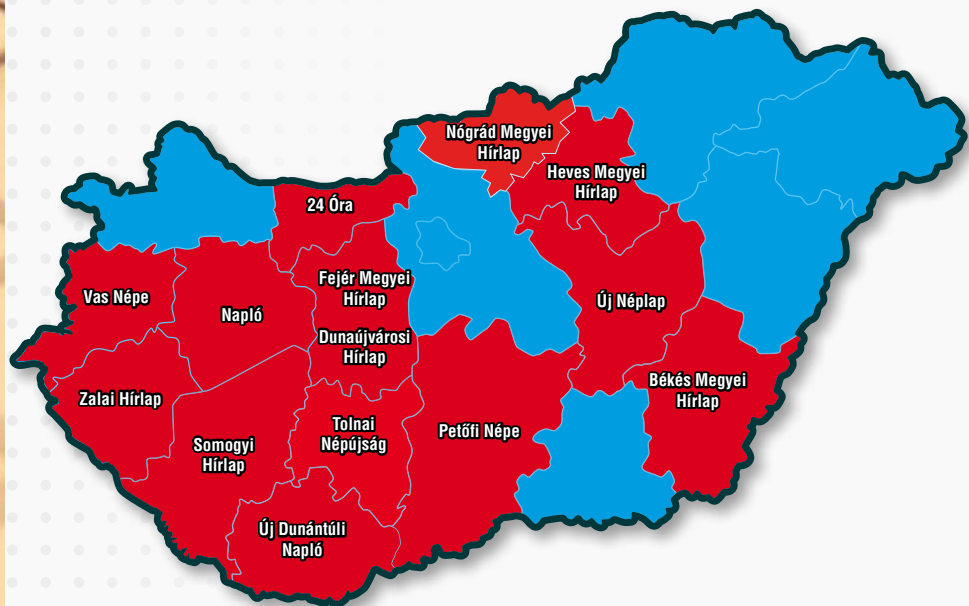 Nógrád Megyei
Hírlap
Heves Megyei
Hírlap
24 Óra
Fejér Megyei
Hírlap
Vas Népe
Napló
Új Néplap
Dunaújvárosi
Hírlap
Békés Megyei
Hírlap
Zalai Hírlap
Tolnai
Népújság
Petőfi Népe
Somogyi
Hírlap
Új Dunántúli
Napló